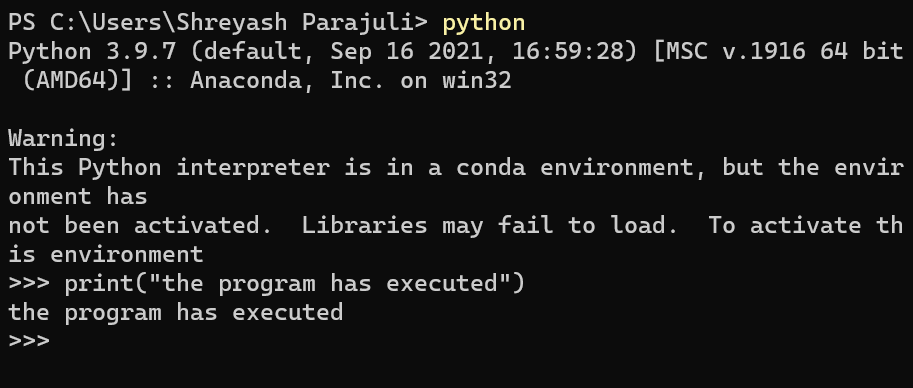 PS C:\Users\Shreyash Parajuli> python
Python 3.9.7 (default, Sep 16 2021, 16:59:28) [MSC v.1916 64 bit
 (AMD64)] :: Anaconda, Inc. on win32

Warning:
This Python interpreter is in a conda environment, but the envir
onment has
not been activated.  Libraries may fail to load.  To activate th
is environment
>>> print("the program has executed")
the program has executed
>>>